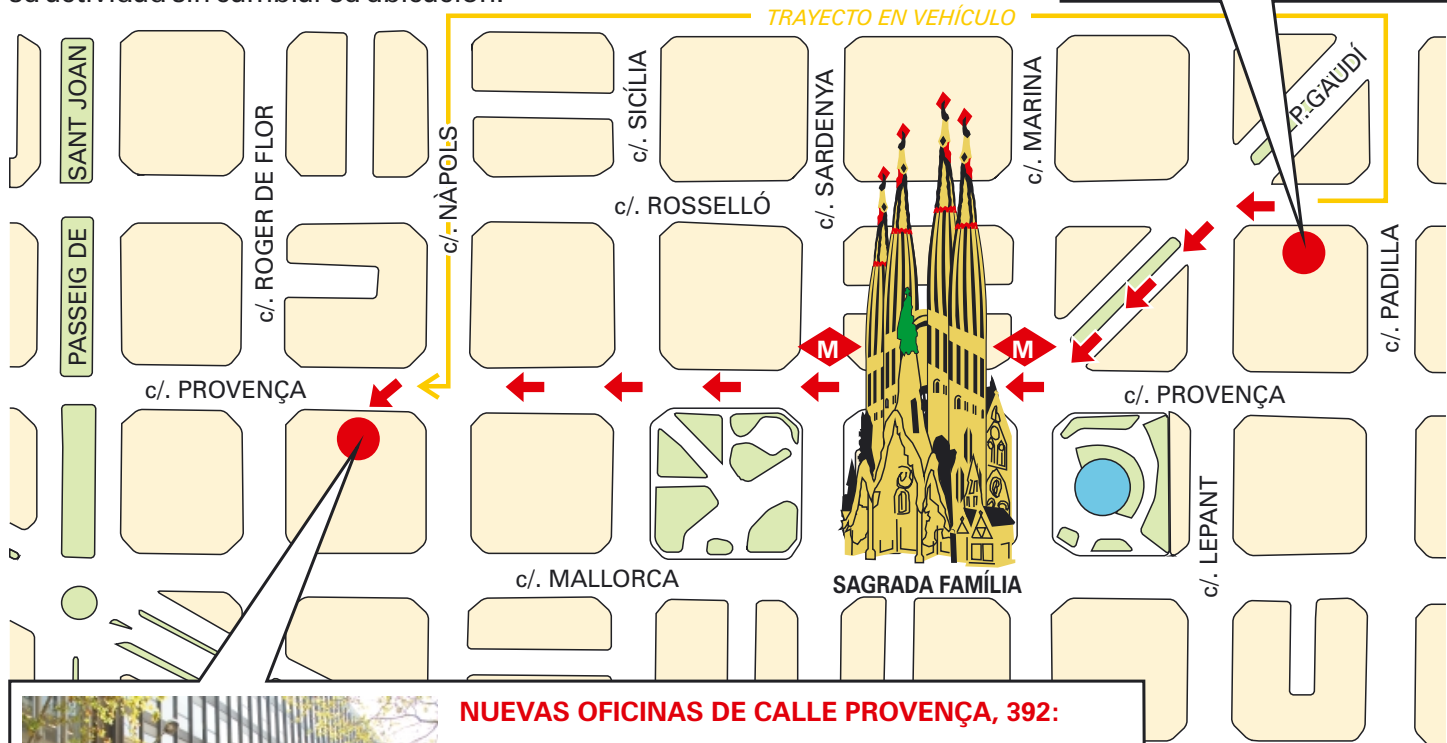 TRAYECTO EN VEHÍCULO
SANT JOAN
PASSEIG DE
c/. ROGER DE FLOR
c/. NÀPOLS
c/. SICÍLIA
c/. SARDENYA
c/. MARINA
P. GAUDÍ
c/. ROSSELLÓ
c/. PADILLA
M
M
c/. PROVENÇA
c/. PROVENÇA
c/. LEPANT
c/. MALLORCA
SAGRADA FAMÍLIA
NUEVAS OFICINAS DE CALLE PROVENÇA, 392: